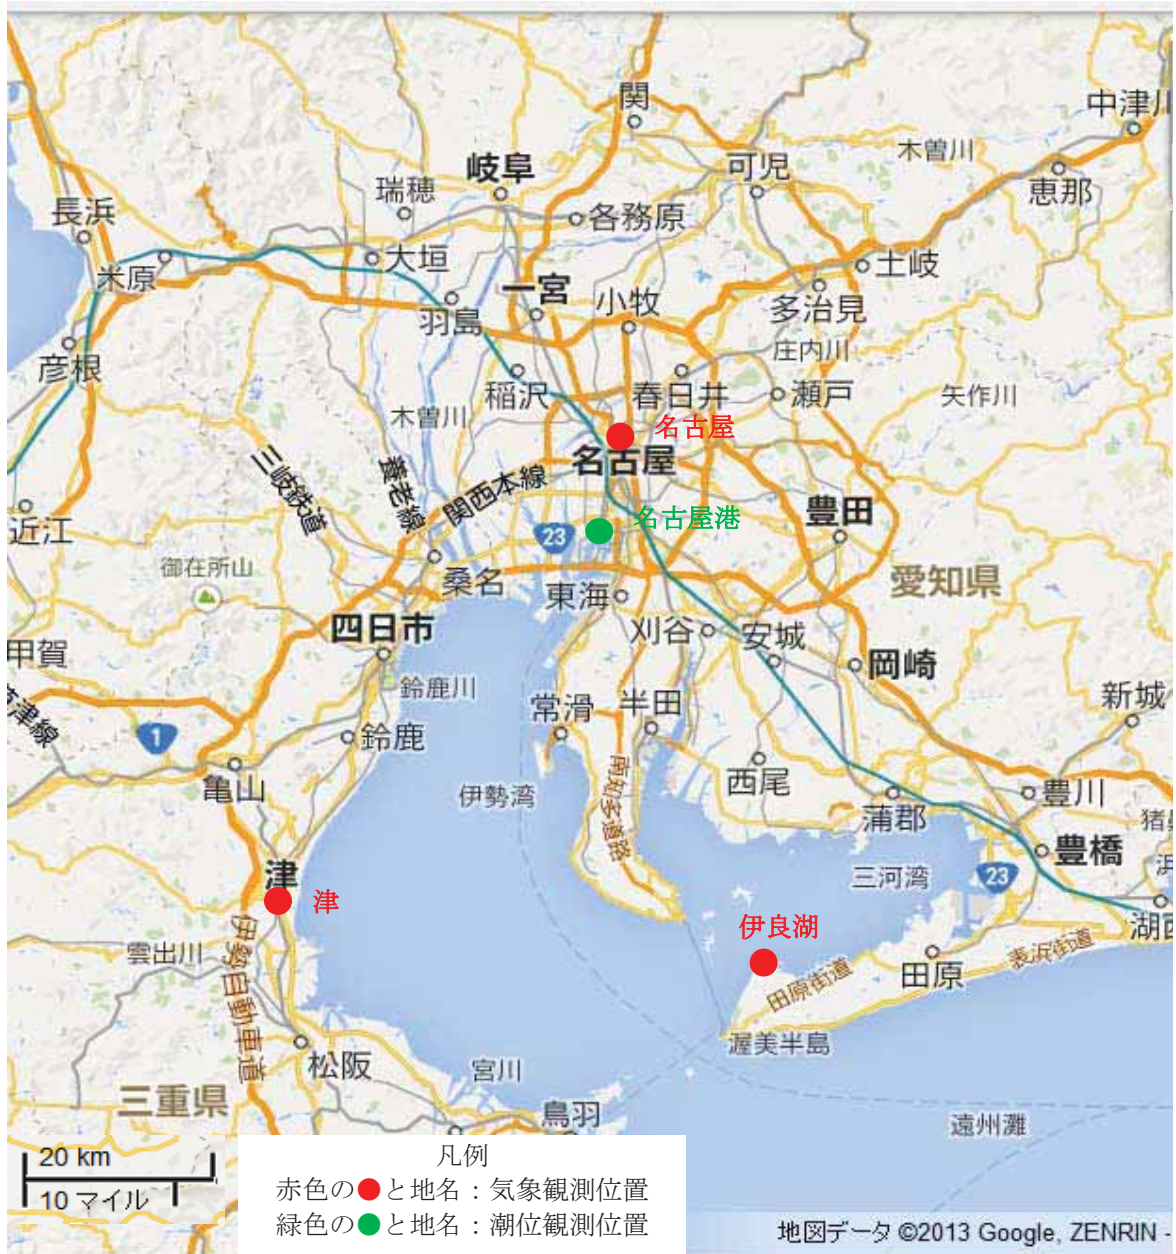 関
中津川
木曽川
岐阜
可児
恵那
瑞穂
長浜
各務原
大垣
土岐
米原
一宮
小牧
多治見
羽島
庄内川
彦根
稲沢
春日井
瀬戸
矢作川
木曽川
名古屋
名古屋
三岐鉄道
養老線
関西本線
豊田
近江
23
名古屋港
御在所山
桑名
東海
愛知県
四日市
刈谷
安城
甲賀
岡崎
鈴鹿川
新城
常滑
半田
1
鈴鹿
西尾
亀山
伊勢湾
南知多道路
豊川
蒲郡
豊橋
津
三河湾
23
津
伊良湖
湖西
雲出川
伊勢自動車道
田原街道
田原
表浜街道
渥美半島
松阪
宮川
三重県
鳥羽
遠州灘
20 km
10 マイル
凡例
赤色の●と地名：気象観測位置
緑色の●と地名：潮位観測位置
地図データ ©2013 Google, ZENRIN